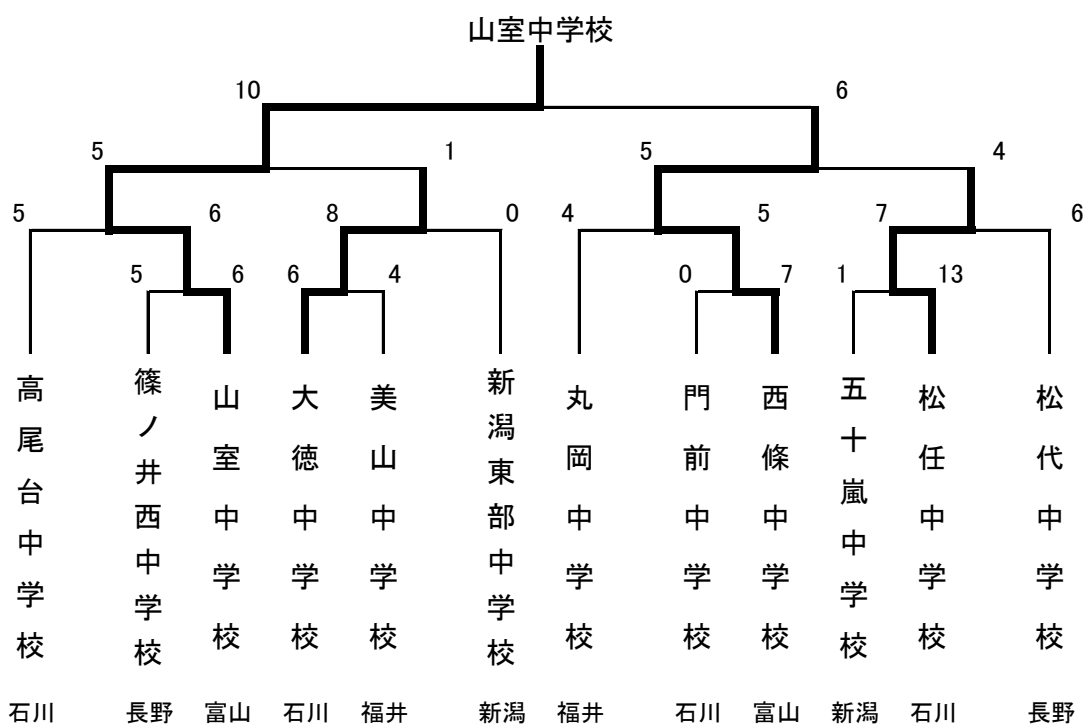 山室中学校
10 6
5 1 5 4
5 6 8 0 4 5 7 6
5 6 6 4 0 7 1 13
高尾台中学校
篠ノ井西中学校
山室中学校
大徳中学校
美山中学校
新潟東部中学校
丸岡中学校
門前中学校
西條中学校
五十嵐中学校
松任中学校
松代中学校
石川 長野 富山 石川 福井 新潟 福井 石川 富山 新潟 石川 長野